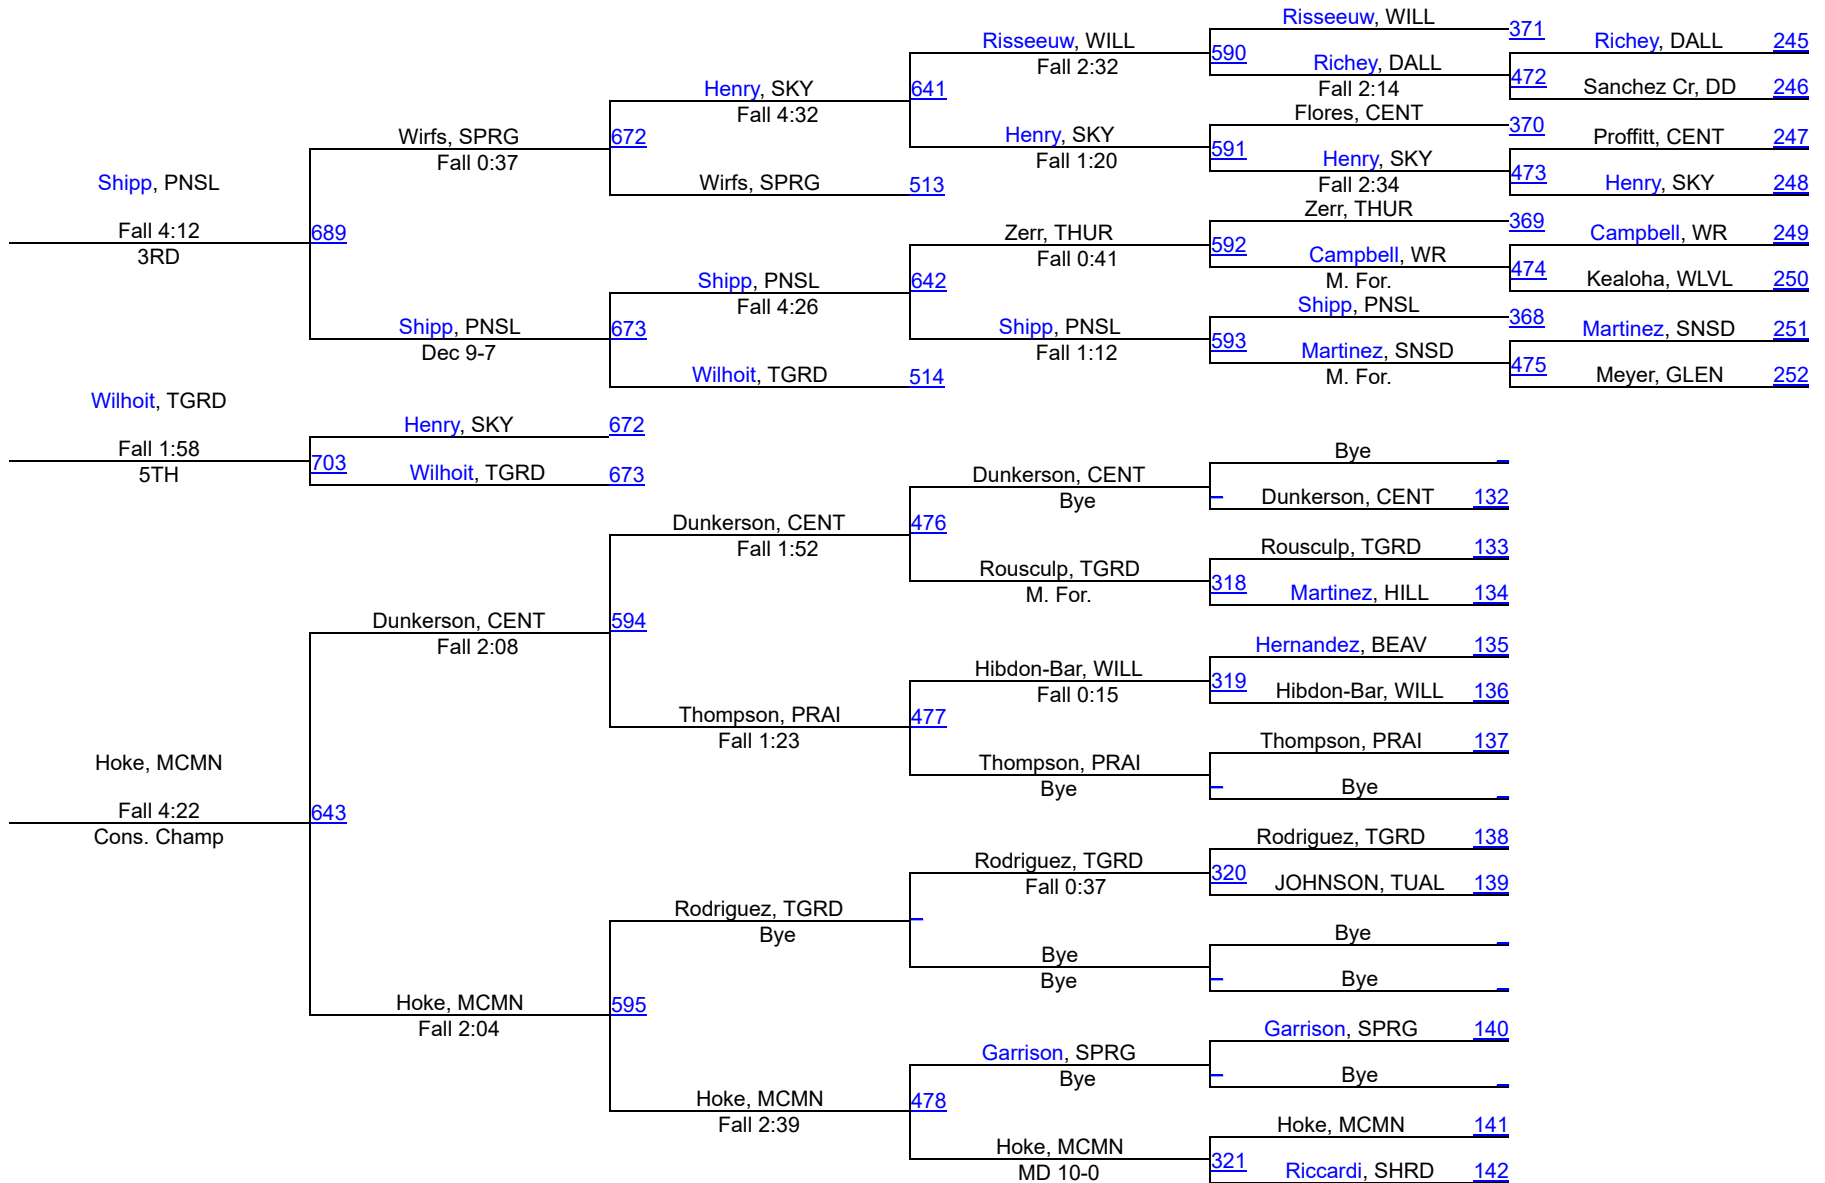 Risseeuw, WILL
371
Richey, DALL 245
Risseeuw, WILL
590
Fall 2:32
Richey, DALL
472
Fall 2:14
Sanchez Cr, DD 246
Henry, SKY
641
Fall 4:32
Flores, CENT
370
Proffitt, CENT 247
Wirfs, SPRG
672
Fall 0:37
Henry, SKY
591
Fall 1:20
Henry, SKY
473
Fall 2:34
Henry, SKY 248
Shipp, PNSL
Wirfs, SPRG 513
Zerr, THUR
369
Campbell, WR 249
Fall 4:12
689
3RD
Zerr, THUR
592
Fall 0:41
Campbell, WR
474
M. For.
Kealoha, WLVL 250
Shipp, PNSL
642
Fall 4:26
Shipp, PNSL
368
Martinez, SNSD 251
Shipp, PNSL
673
Dec 9-7
Shipp, PNSL
593
Fall 1:12
Martinez, SNSD
475
M. For.
Meyer, GLEN 252
Wilhoit, TGRD 514
Wilhoit, TGRD
Henry, SKY 672
Fall 1:58
703
5TH
Wilhoit, TGRD 673
Bye
Dunkerson, CENT
Bye
Dunkerson, CENT 132
Dunkerson, CENT
476
Fall 1:52
Rousculp, TGRD 133
Rousculp, TGRD
318
M. For.
Martinez, HILL 134
Dunkerson, CENT
594
Fall 2:08
Hernandez, BEAV 135
Hibdon-Bar, WILL
319
Fall 0:15
Hibdon-Bar, WILL 136
Thompson, PRAI
477
Fall 1:23
Thompson, PRAI 137
Thompson, PRAI
Bye
Bye
Hoke, MCMN
Fall 4:22
643
Cons. Champ
Rodriguez, TGRD 138
Rodriguez, TGRD
320
Fall 0:37
JOHNSON, TUAL 139
Rodriguez, TGRD
Bye
Bye
Bye
Bye
Bye
Hoke, MCMN
595
Fall 2:04
Garrison, SPRG 140
Garrison, SPRG
Bye
Bye
Hoke, MCMN
478
Fall 2:39
Hoke, MCMN 141
Hoke, MCMN
321
MD 10-0
Riccardi, SHRD 142